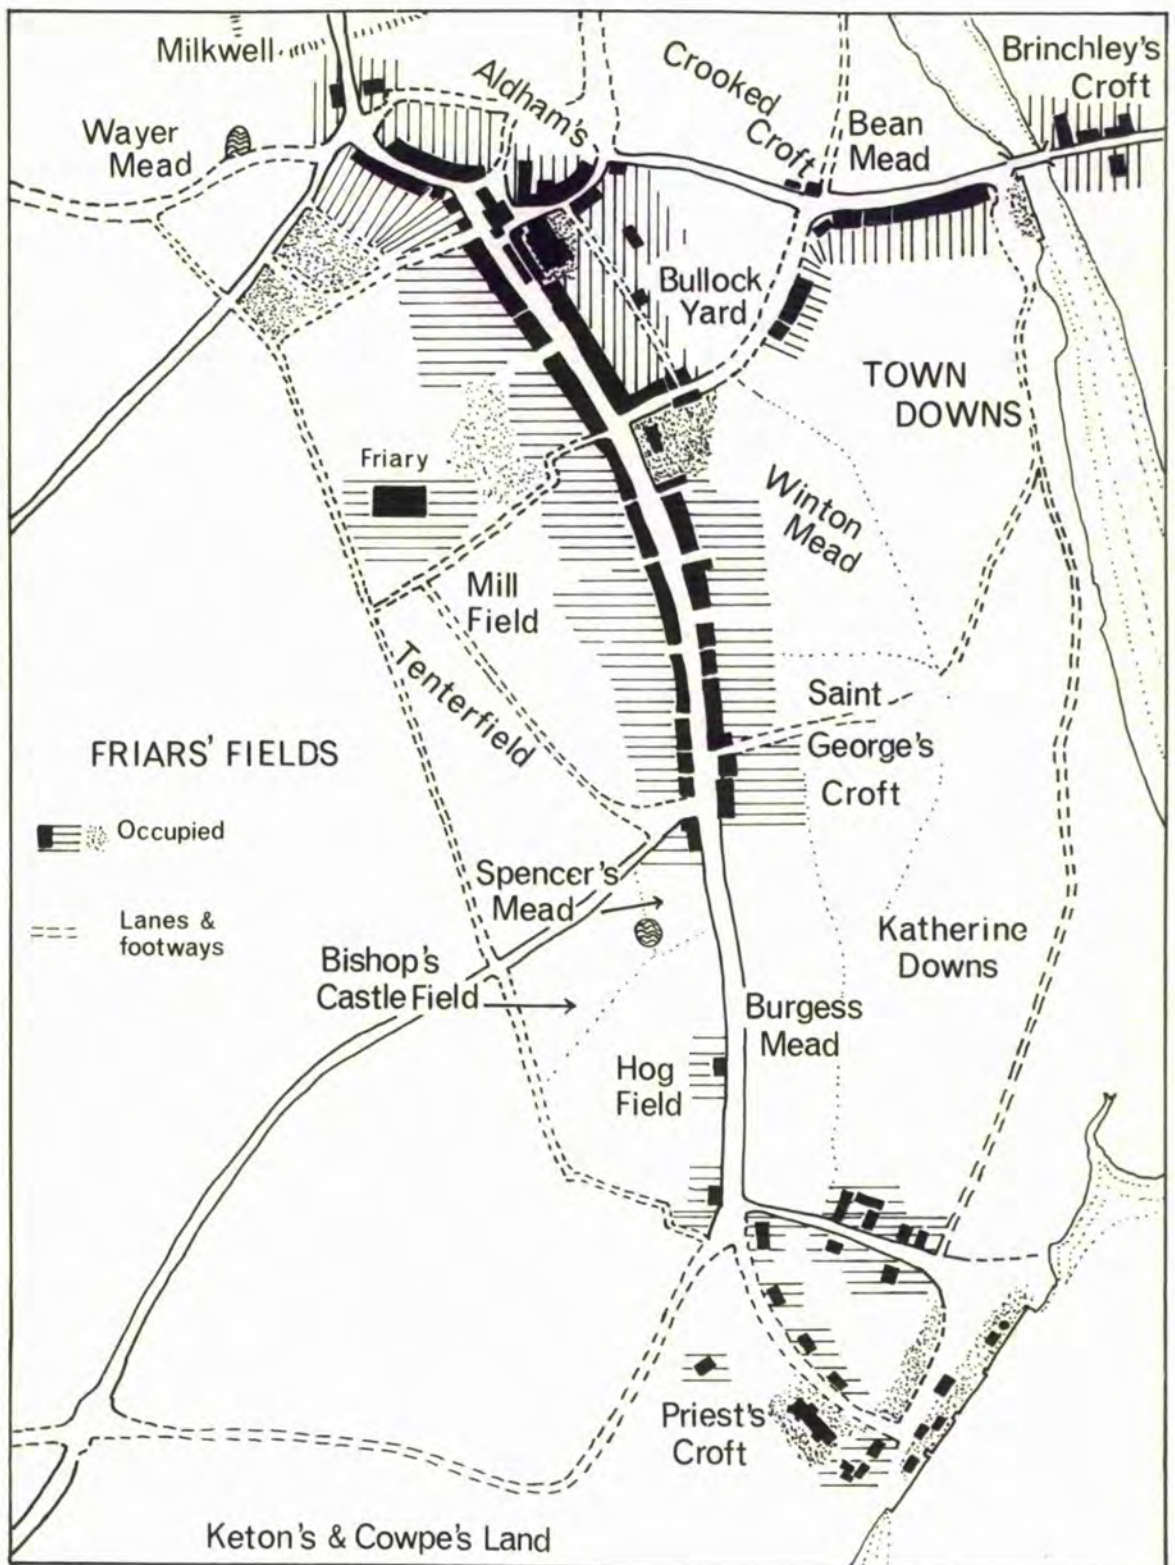 Milkwell
Brinchley's
Croft
Aldham's
Crooked
Croft
Wayer
Mead
Bean
Mead
Bullock
Yard
TOWN
DOWNS
Friary
Winton
Mead
Mill
Field
Tenterfield
Saint
George's
Croft
FRIARS' FIELDS
Occupied
Spencer's
Mead
Lanes &
footways
Katherine
Downs
Bishop's
Castle Field
Burgess
Mead
Hog
Field
Priest's
Croft
Keton's & Cowpe's Land